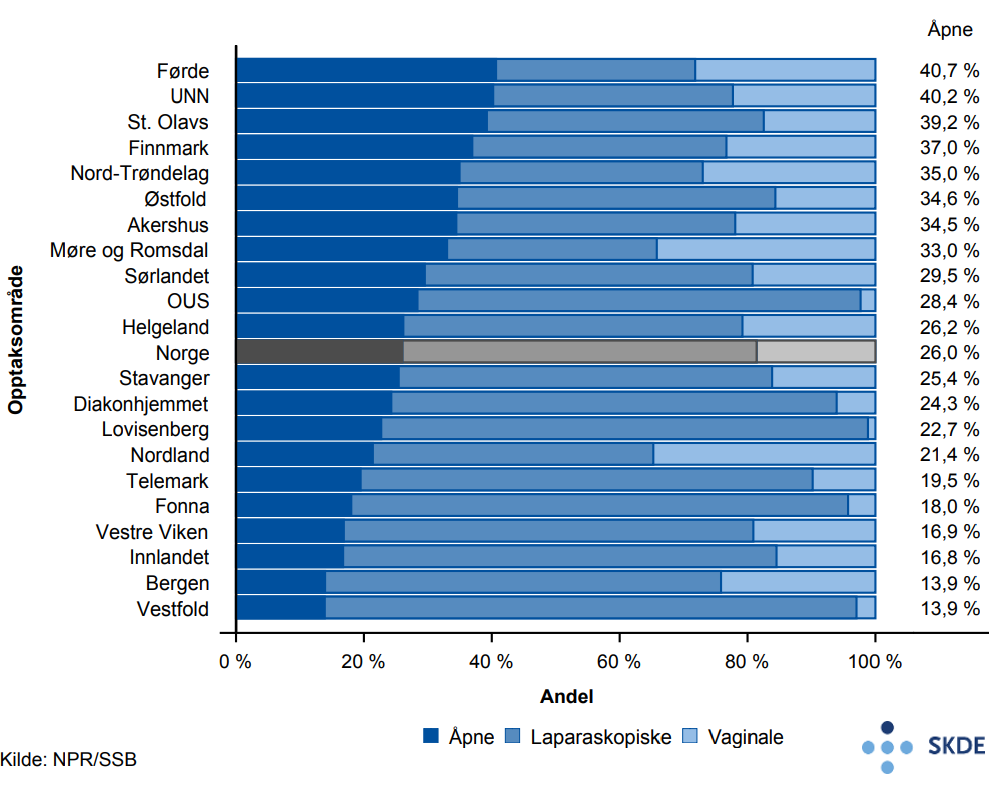 Åpne
Førde 40,7 %
UNN 40,2 %
St. Olavs 39,2 %
Finnmark 37,0 %
Nord-Trøndelag 35,0 %
Østfold 34,6 %
Akershus 34,5 %
Møre og Romsdal 33,0 %
Sørlandet 29,5 %
OUS 28,4 %
Helgeland 26,2 %
Norge 26,0 %
Stavanger 25,4 %
Diakonhjemmet 24,3 %
Lovisenberg 22,7 %
Nordland 21,4 %
Telemark 19,5 %
Fonna 18,0 %
Vestre Viken 16,9 %
Innlandet 16,8 %
Bergen 13,9 %
Vestfold 13,9 %
Opptaksområde
0 % 20 % 40 % 60 % 80 % 100 %
Andel
Åpne Laparaskopiske Vaginale
SKDE
Kilde: NPR/SSB